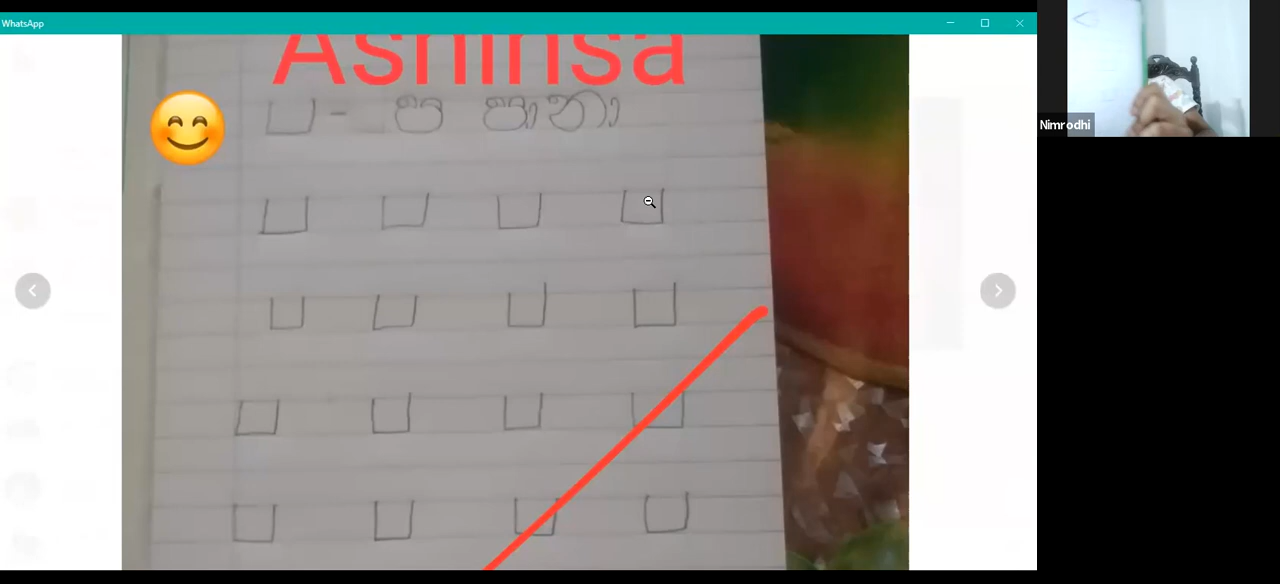 WhatsApp
Ashinsa
ப - ප පානා
ப ப ப ப
ப ப ப ப
ப ப ப ப
ப ப ப ப
Nimrodhi